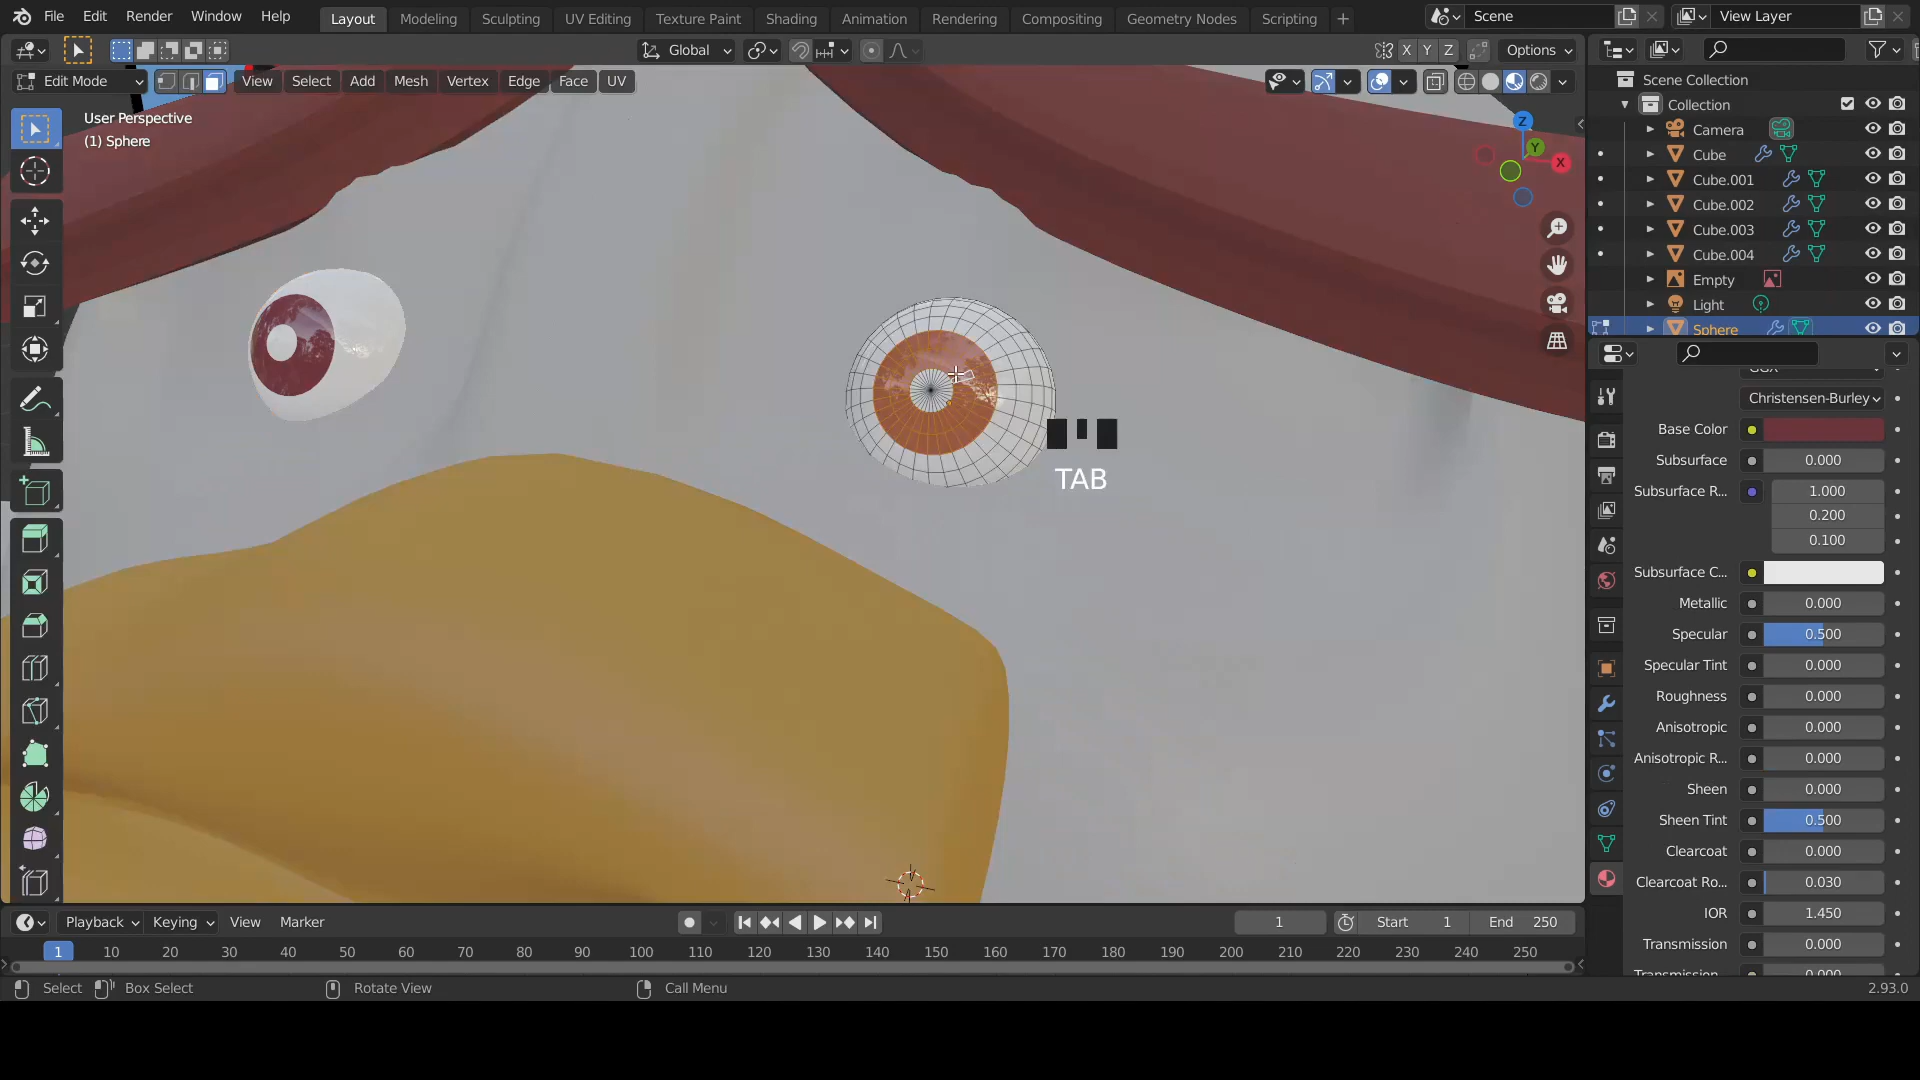 File Edit Render Window Help Layout Modeling Sculpting UV Editing Texture Paint Shading Animation Rendering Compositing Geometry Nodes Scripting Scene View Layer
Global X Y Z Options
Edit Mode View Select Add Mesh Vertex Edge Face UV
User Perspective
(1) Sphere
Z
Y
X
TAB
Scene Collection
Collection
Camera
Cube
Cube.001
Cube.002
Cube.003
Cube.004
Empty
Light
Sphere
Christensen-Burley
Base Color
Subsurface 0.000
Subsurface R... 1.000
0.200
0.100
Subsurface C...
Metallic 0.000
Specular 0.500
Specular Tint 0.000
Roughness 0.000
Anisotropic 0.000
Anisotropic R... 0.000
Sheen 0.000
Sheen Tint 0.500
Clearcoat 0.000
Clearcoat Ro... 0.030
IOR 1.450
Transmission 0.000
Playback Keying View Marker 1 Start 1 End 250
1 10 20 30 40 50 60 70 80 90 100 110 120 130 140 150 160 170 180 190 200 210 220 230 240 250
Select Box Select Rotate View Call Menu 2.93.0